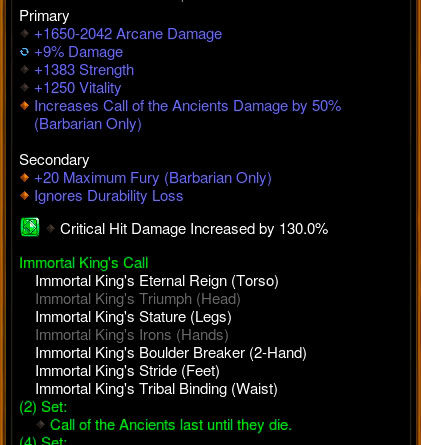 Primary
+1650-2042 Arcane Damage
+9% Damage
+1383 Strength
+1250 Vitality
Increases Call of the Ancients Damage by 50%
(Barbarian Only)
Secondary
+20 Maximum Fury (Barbarian Only)
Ignores Durability Loss
Critical Hit Damage Increased by 130.0%
Immortal King's Call
Immortal King's Eternal Reign (Torso)
Immortal King's Triumph (Head)
Immortal King's Stature (Legs)
Immortal King's Irons (Hands)
Immortal King's Boulder Breaker (2-Hand)
Immortal King's Stride (Feet)
Immortal King's Tribal Binding (Waist)
(2) Set:
Call of the Ancients last until they die.
(4) Set: